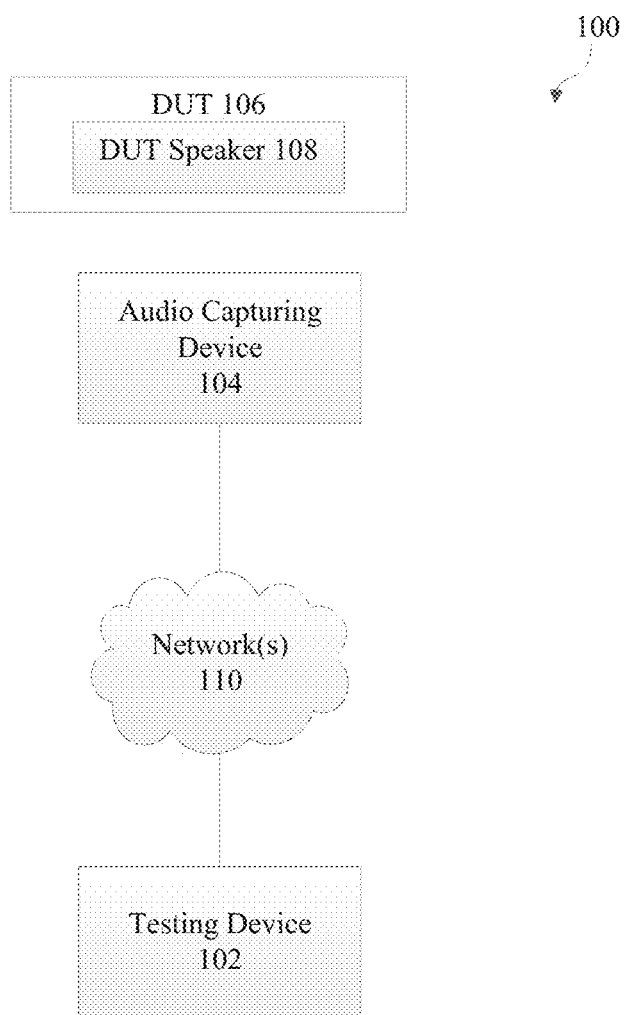 100
DUT 106
DUT Speaker 108
Audio Capturing
Device
104
Network(s)
110
Testing Device
102